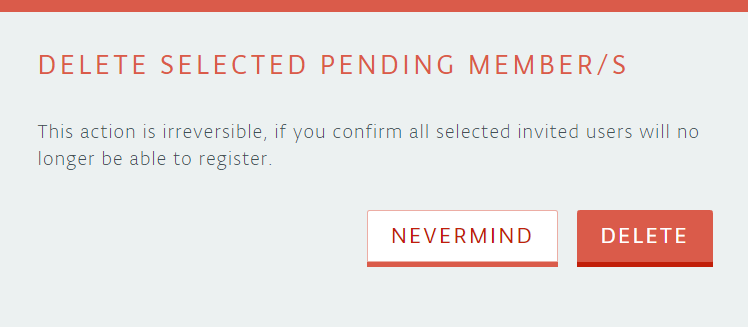 DELETE SELECTED PENDING MEMBER/S
This action is irreversible, if you confirm all selected invited users will no
longer be able to register.
NEVERMIND DELETE